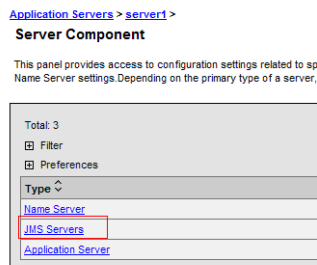 Application Servers > server1 >
Server Component
This panel provides access to configuration settings related to sp
Name Server settings.Depending on the primary type of a server,
Total: 3
Filter
Preferences
Type
Name Server
JMS Servers
Application Server